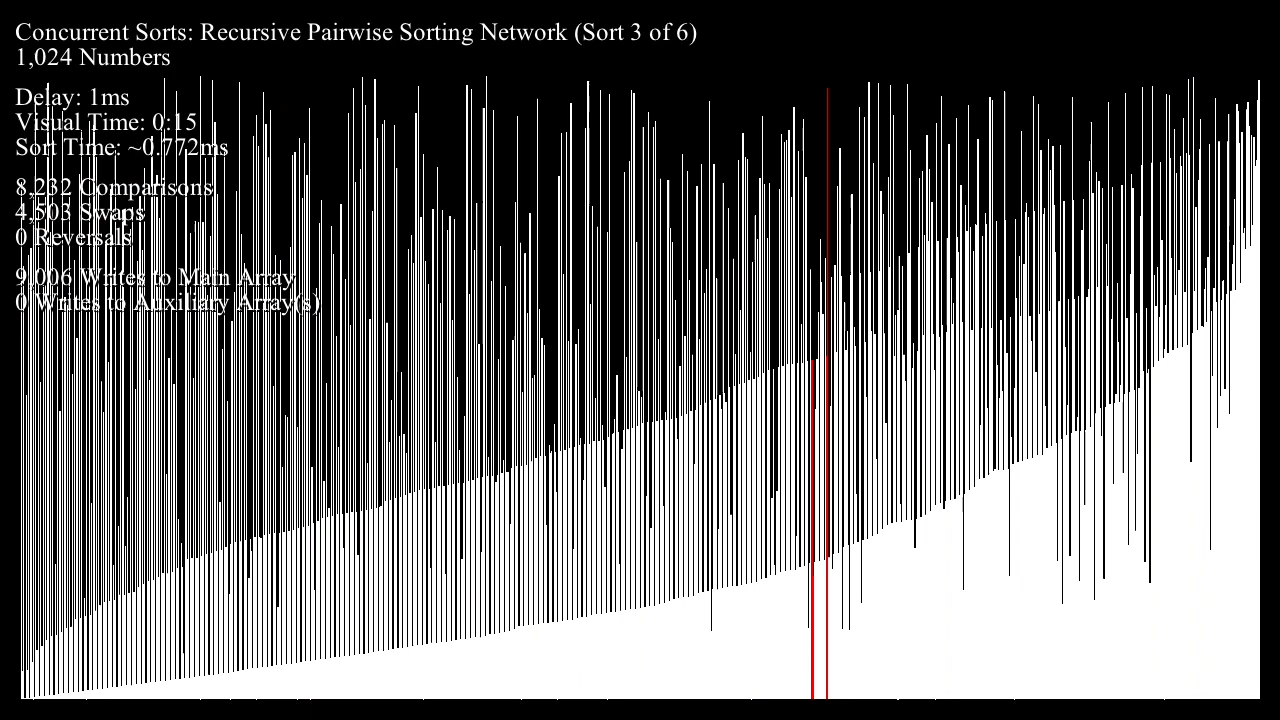 Concurrent Sorts: Recursive Pairwise Sorting Network (Sort 3 of 6)
1,024 Numbers
Delay: 1ms
Visual Time: 0:15
Sort Time: ~0.772ms
8,232 Comparisons
4,503 Swaps
0 Reversals
9,006 Writes to Main Array
0 Writes to Auxiliary Array(s)